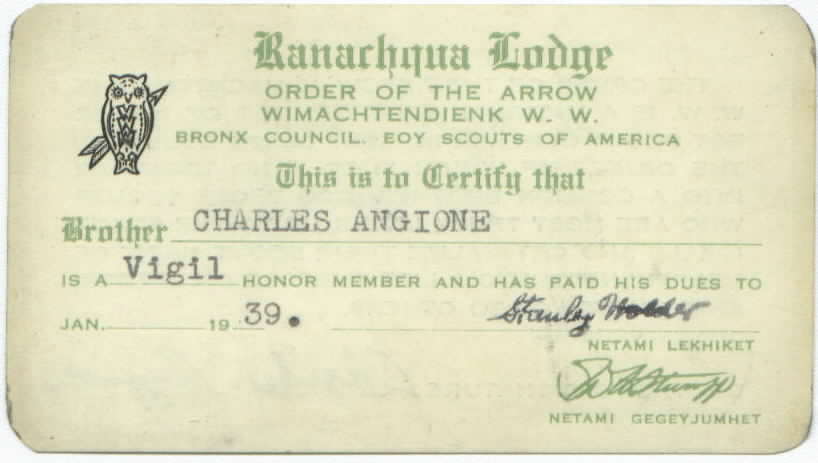 Ranachqua Lodge
ORDER OF THE ARROW
WIMACHTENDIENK W. W.
BRONX COUNCIL. EOY SCOUTS OF AMERICA
This is to Certify that
Brother CHARLES ANGIONE
IS A Vigil HONOR MEMBER AND HAS PAID HIS DUES TO
JAN. 19 39. Stanley Holder
NETAMI LEKHIKET
NETAMI GEGEYJUMHET